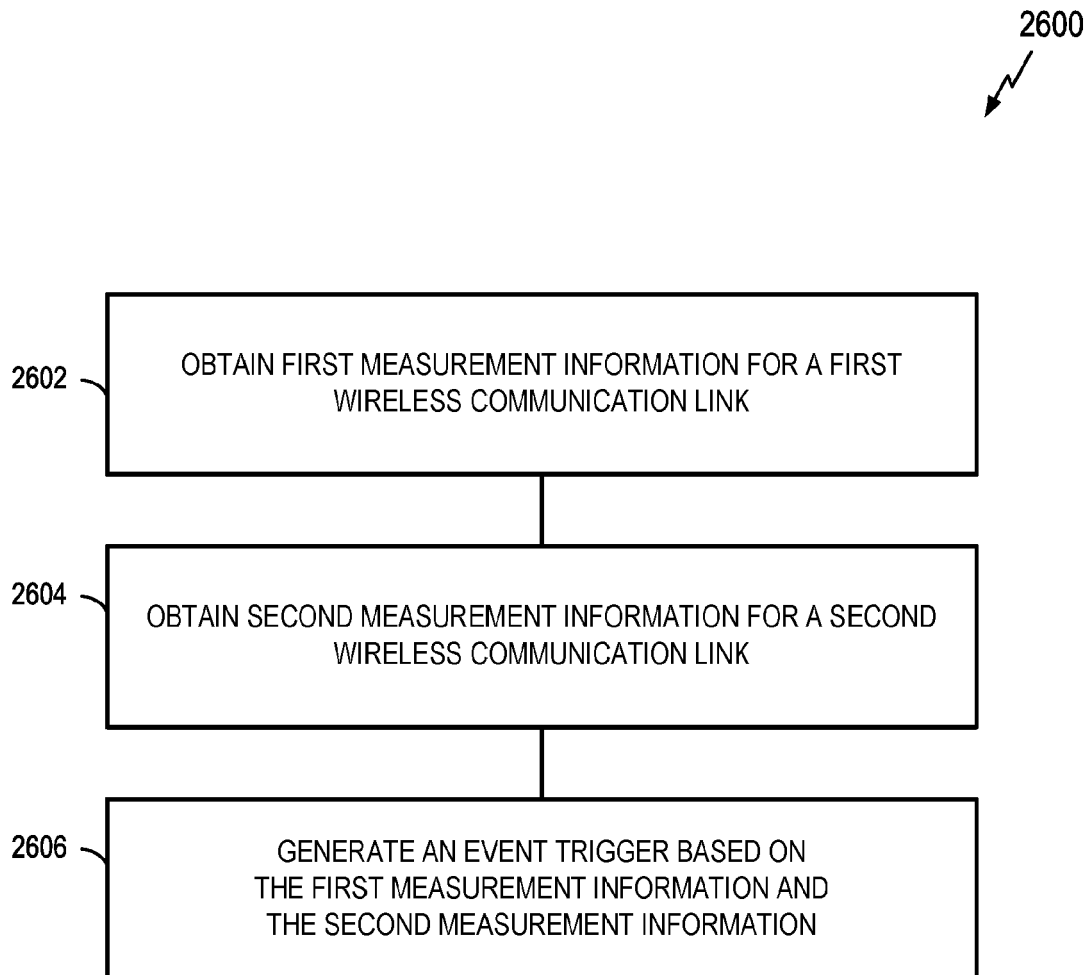 2600
2602
OBTAIN FIRST MEASUREMENT INFORMATION FOR A FIRST
WIRELESS COMMUNICATION LINK
2604
OBTAIN SECOND MEASUREMENT INFORMATION FOR A SECOND
WIRELESS COMMUNICATION LINK
2606
GENERATE AN EVENT TRIGGER BASED ON
THE FIRST MEASUREMENT INFORMATION AND
THE SECOND MEASUREMENT INFORMATION